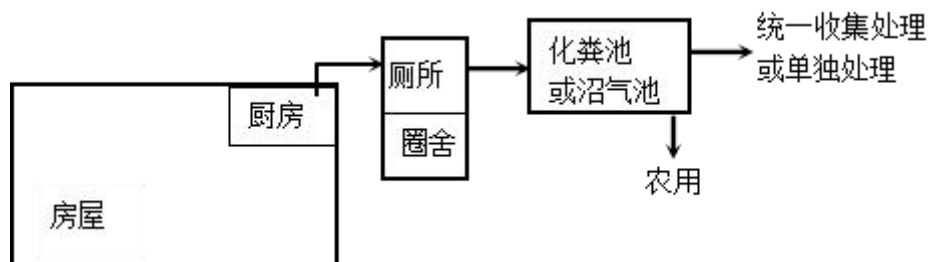 统一收集处理
或单独处理
化粪池
或沼气池
厕所
厨房
圈舍
农用
房屋